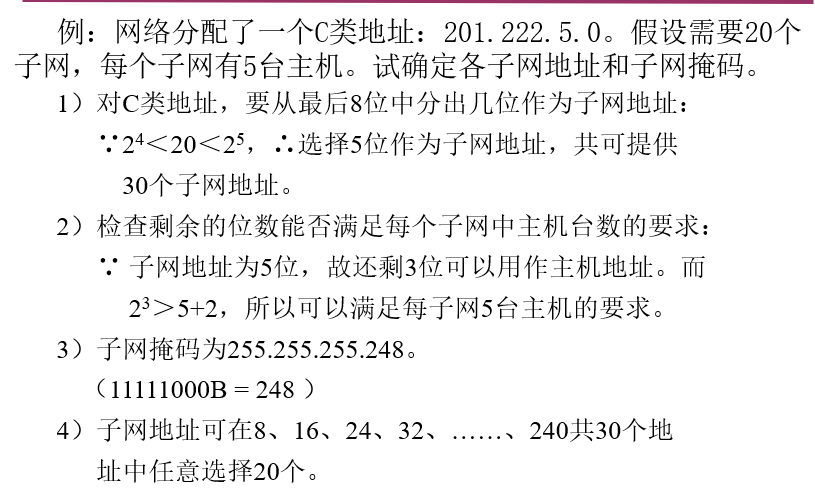 例：网络分配了一个C类地址：201.222.5.0。假设需要20个
子网，每个子网有5台主机。试确定各子网地址和子网掩码。
1）对C类地址，要从最后8位中分出几位作为子网地址：
∵2⁴＜20＜2⁵，∴选择5位作为子网地址，共可提供
30个子网地址。
2）检查剩余的位数能否满足每个子网中主机台数的要求：
∵ 子网地址为5位，故还剩3位可以用作主机地址。而
2³＞5+2，所以可以满足每子网5台主机的要求。
3）子网掩码为255.255.255.248。
（11111000B = 248 ）
4）子网地址可在8、16、24、32、……、240共30个地
址中任意选择20个。